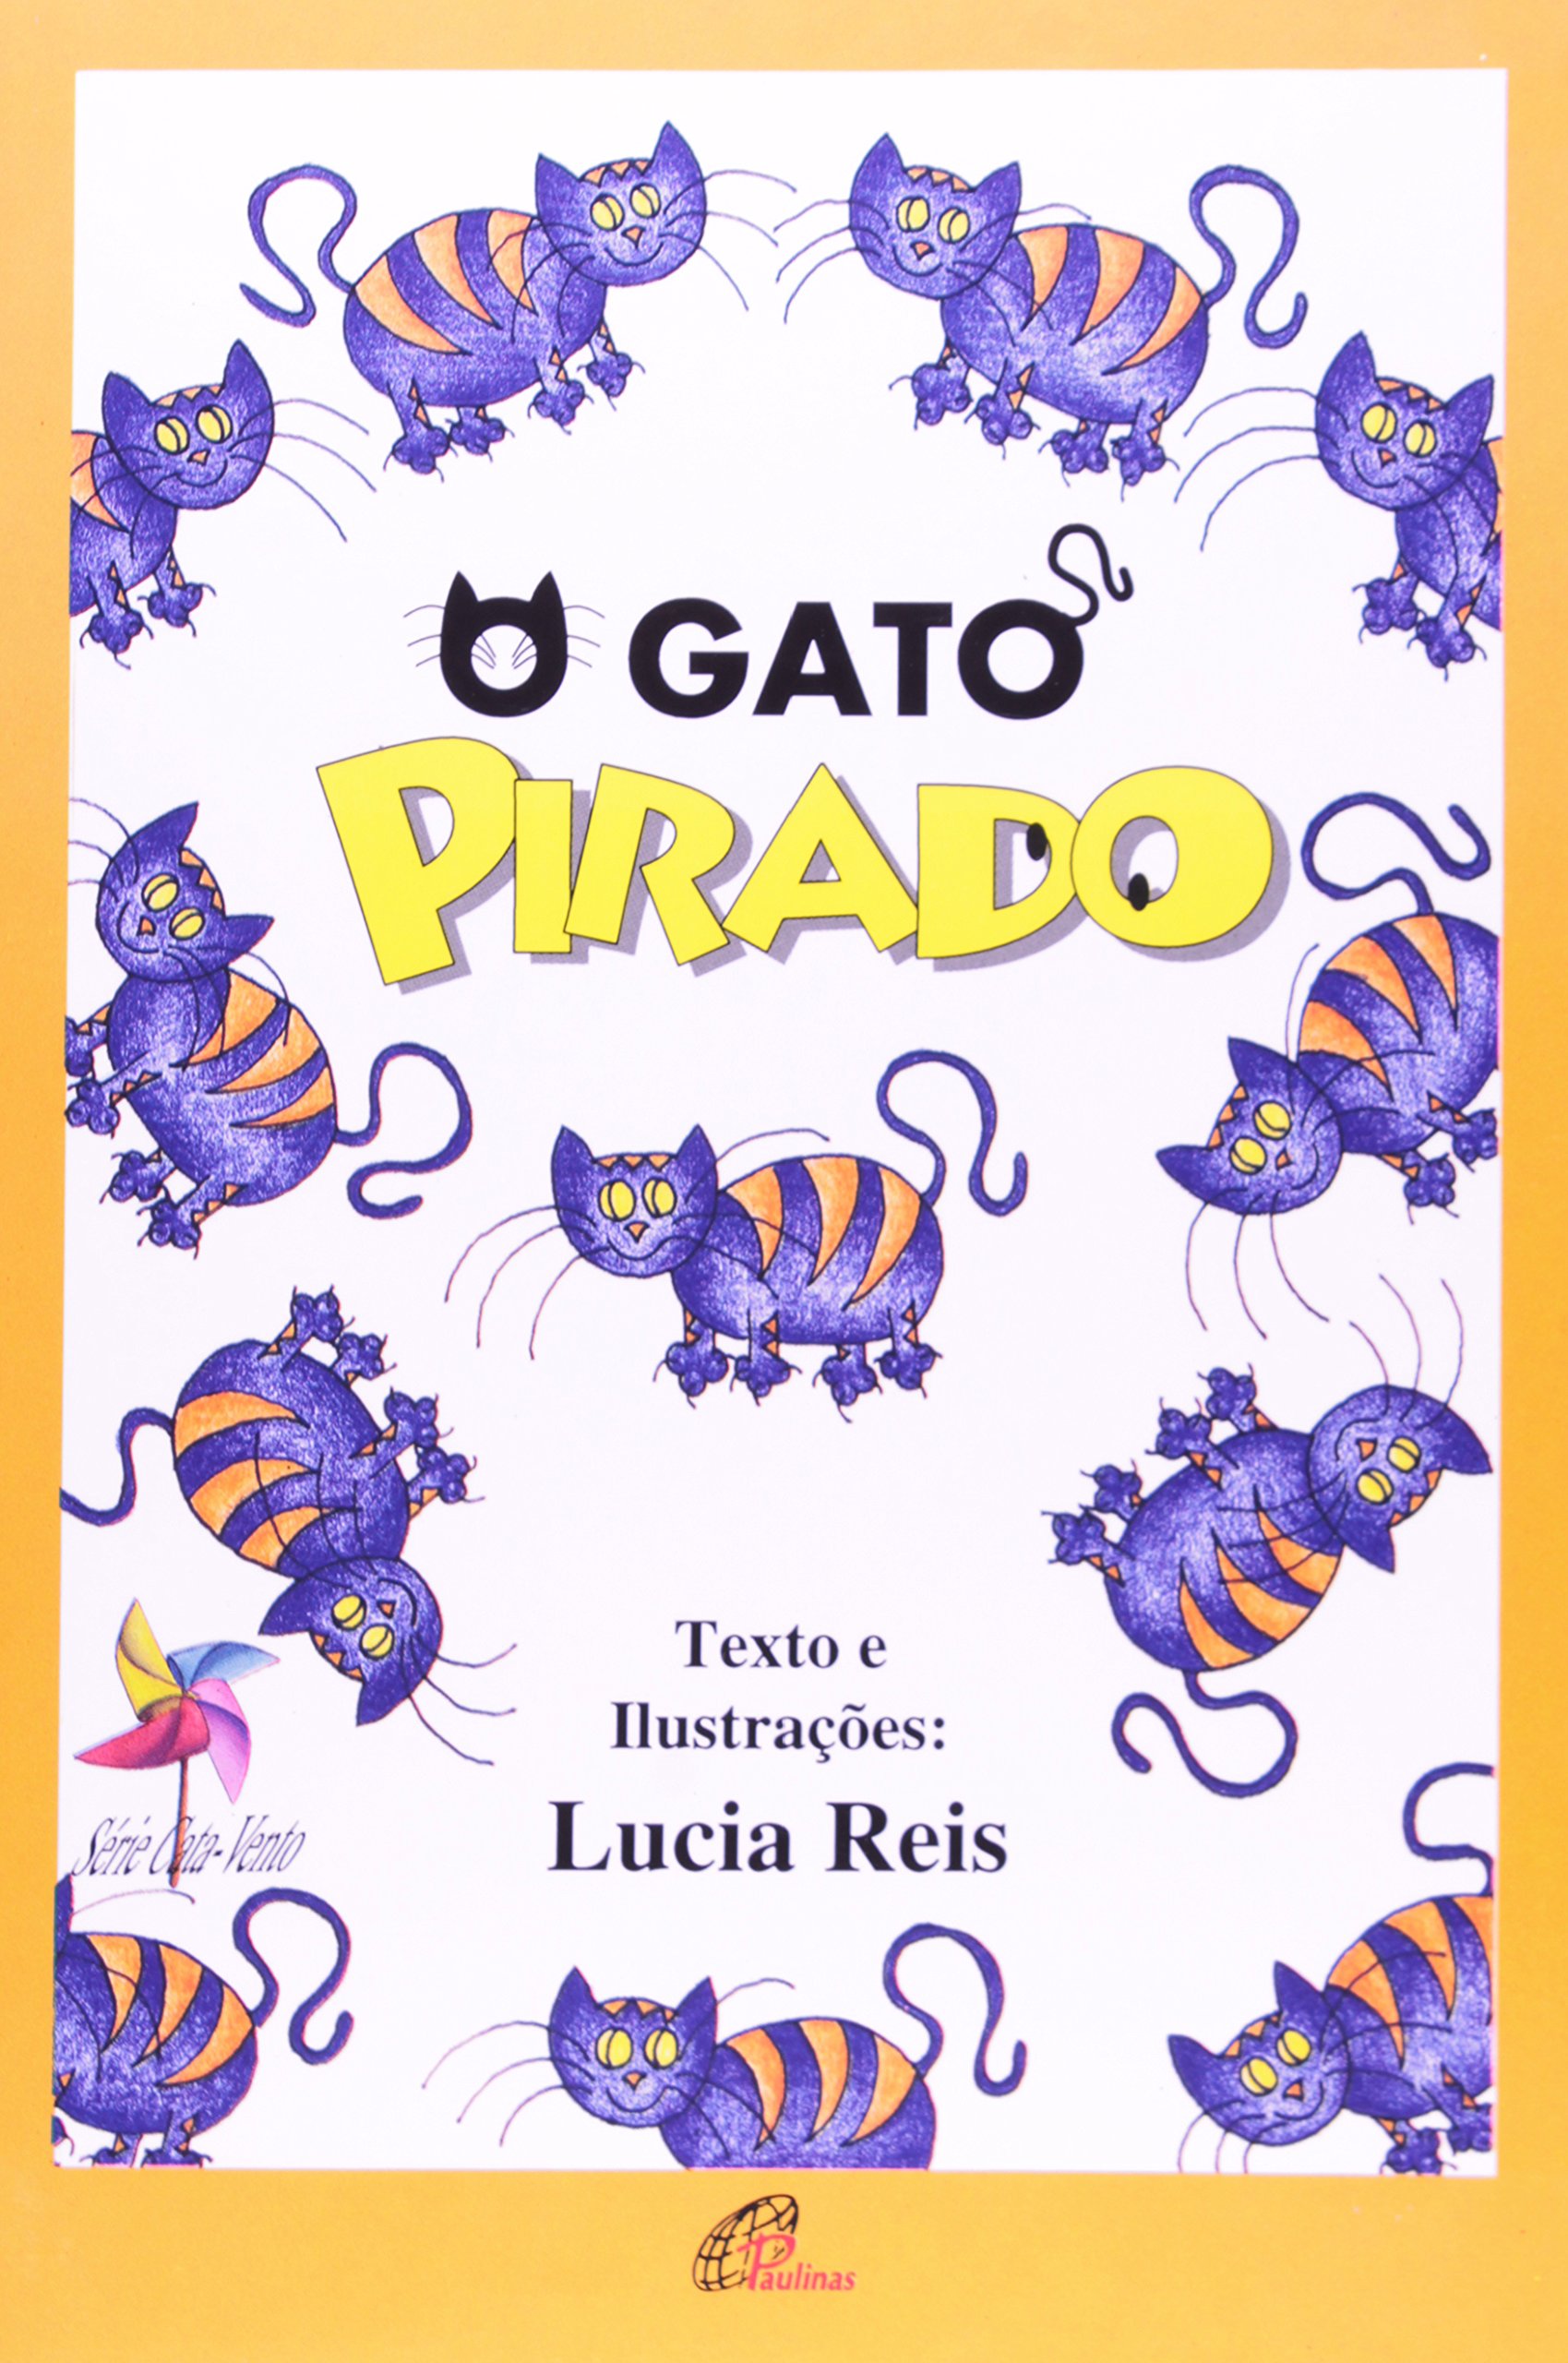 O GATO
PIRADO
Texto e
Ilustrações:
Lucia Reis
Série Cata-Vento
Paulinas